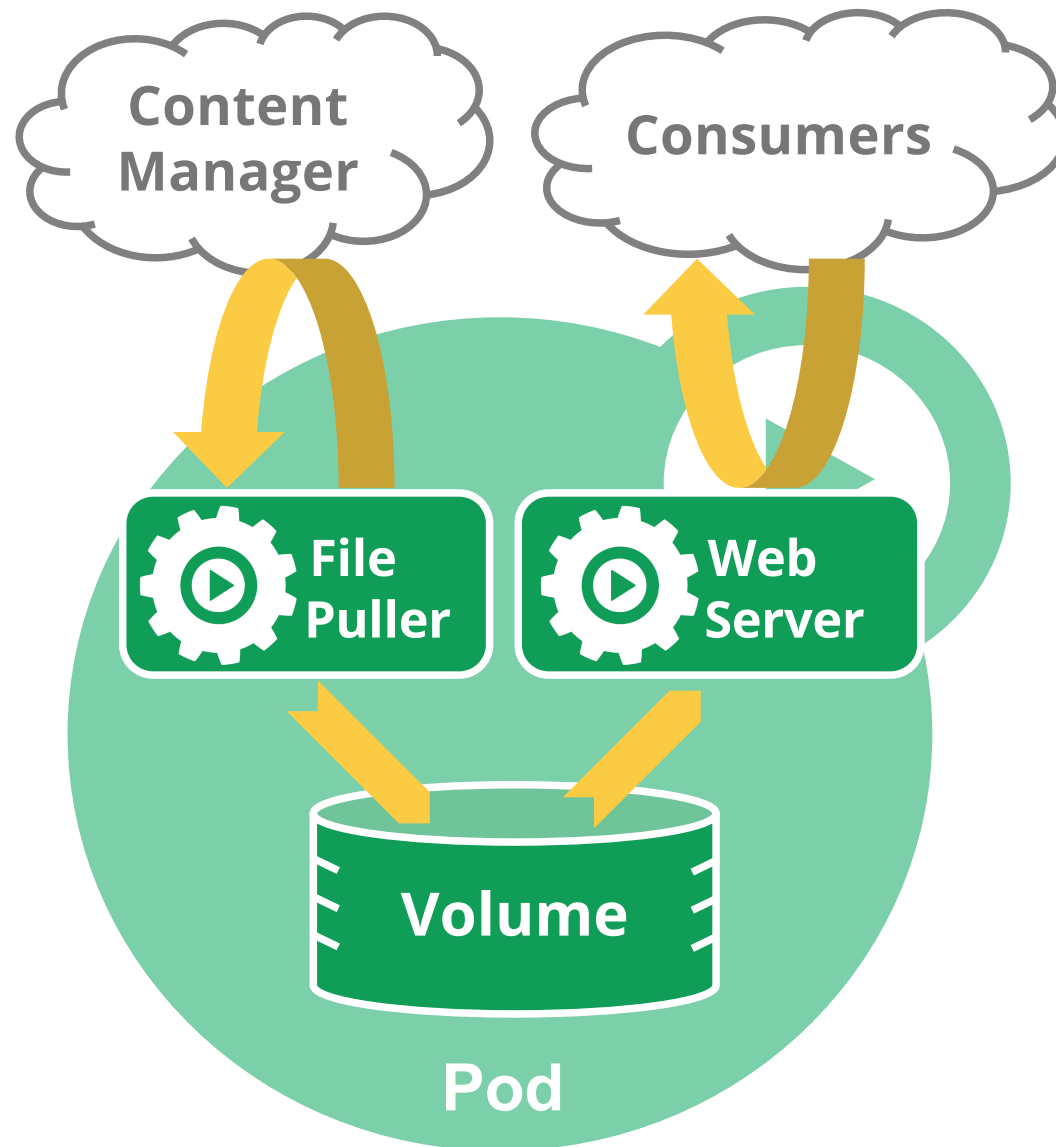 Content
Manager
Consumers
File
Puller
Web
Server
Volume
Pod